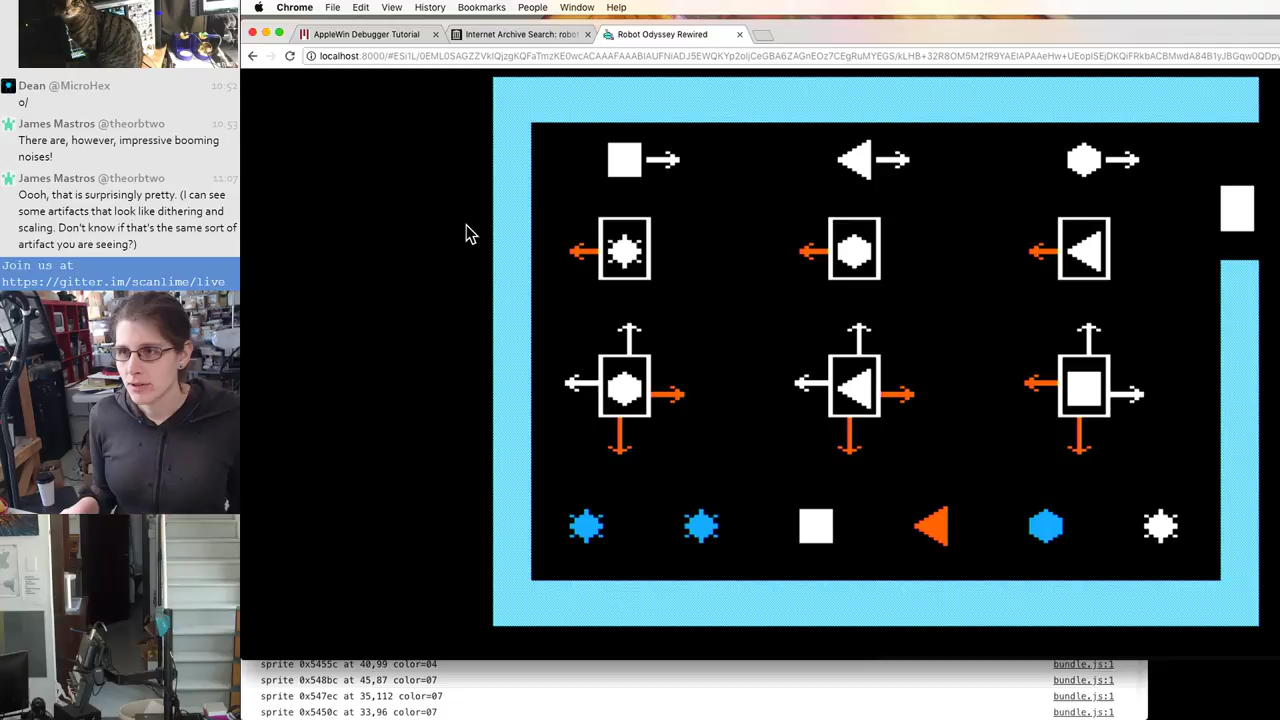 Chrome File Edit View History Bookmarks People Window Help
AppleWin Debugger Tutorial × Internet Archive Search: robo × Robot Odyssey Rewired ×
Dean @MicroHex 10:52
o/
James Mastros @theorbtwo 10:53
There are, however, impressive booming
noises!
James Mastros @theorbtwo 11:07
Oooh, that is surprisingly pretty. (I can see
some artifacts that look like dithering and
scaling. Don't know if that's the same sort of
artifact you are seeing?)
Join us at
https://gitter.im/scanlime/live
sprite 0x5455c at 40,99 color=04 bundle.js:1
sprite 0x548bc at 45,87 color=07 bundle.js:1
sprite 0x547ec at 35,112 color=07 bundle.js:1
sprite 0x5450c at 33,96 color=07 bundle.js:1